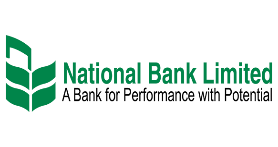 National Bank Limited
A Bank for Performance with Potential